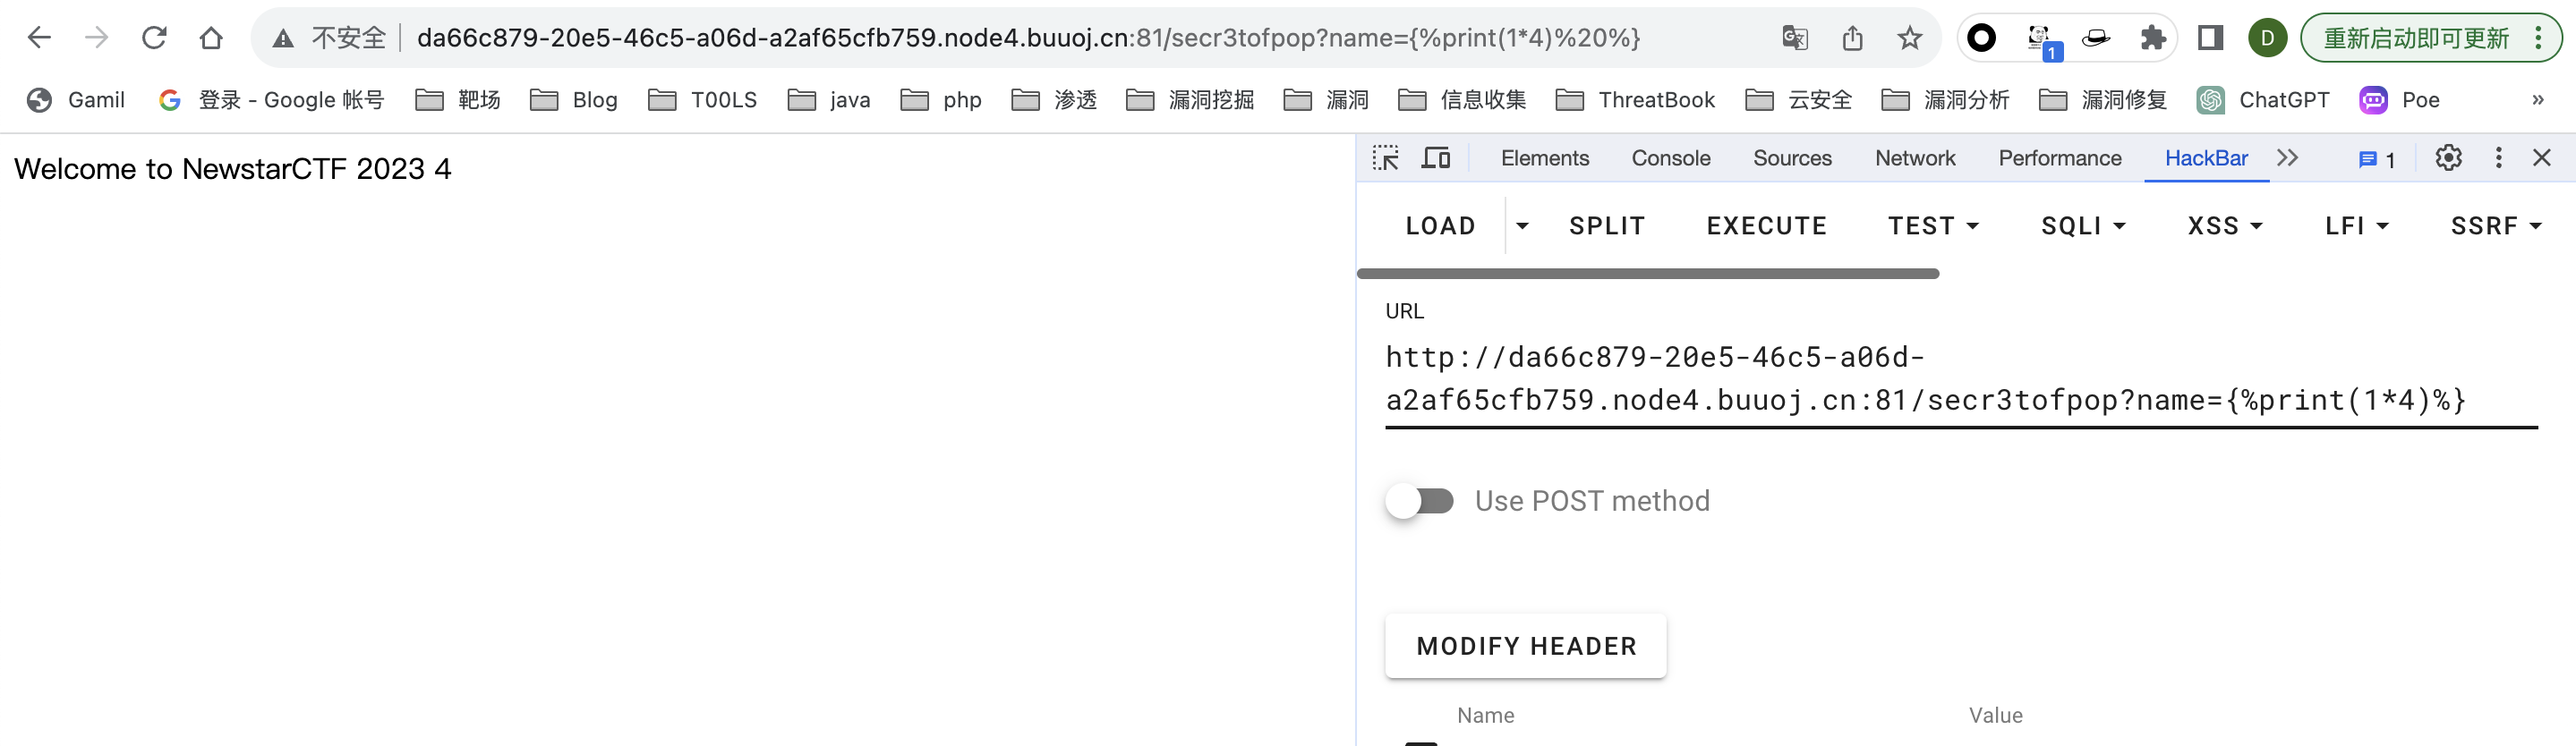 不安全 da66c879-20e5-46c5-a06d-a2af65cfb759.node4.buuoj.cn:81/secr3tofpop?name={%print(1*4)%20%} 1 D 重新启动即可更新
Gamil 登录 - Google 帐号 靶场 Blog T00LS java php 渗透 漏洞挖掘 漏洞 信息收集 ThreatBook 云安全 漏洞分析 漏洞修复 ChatGPT Poe »
Welcome to NewstarCTF 2023 4
Elements Console Sources Network Performance HackBar 1
LOAD SPLIT EXECUTE TEST SQLI XSS LFI SSRF
URL
http://da66c879-20e5-46c5-a06d-
a2af65cfb759.node4.buuoj.cn:81/secr3tofpop?name={%print(1*4)%}
Use POST method
MODIFY HEADER
Name Value